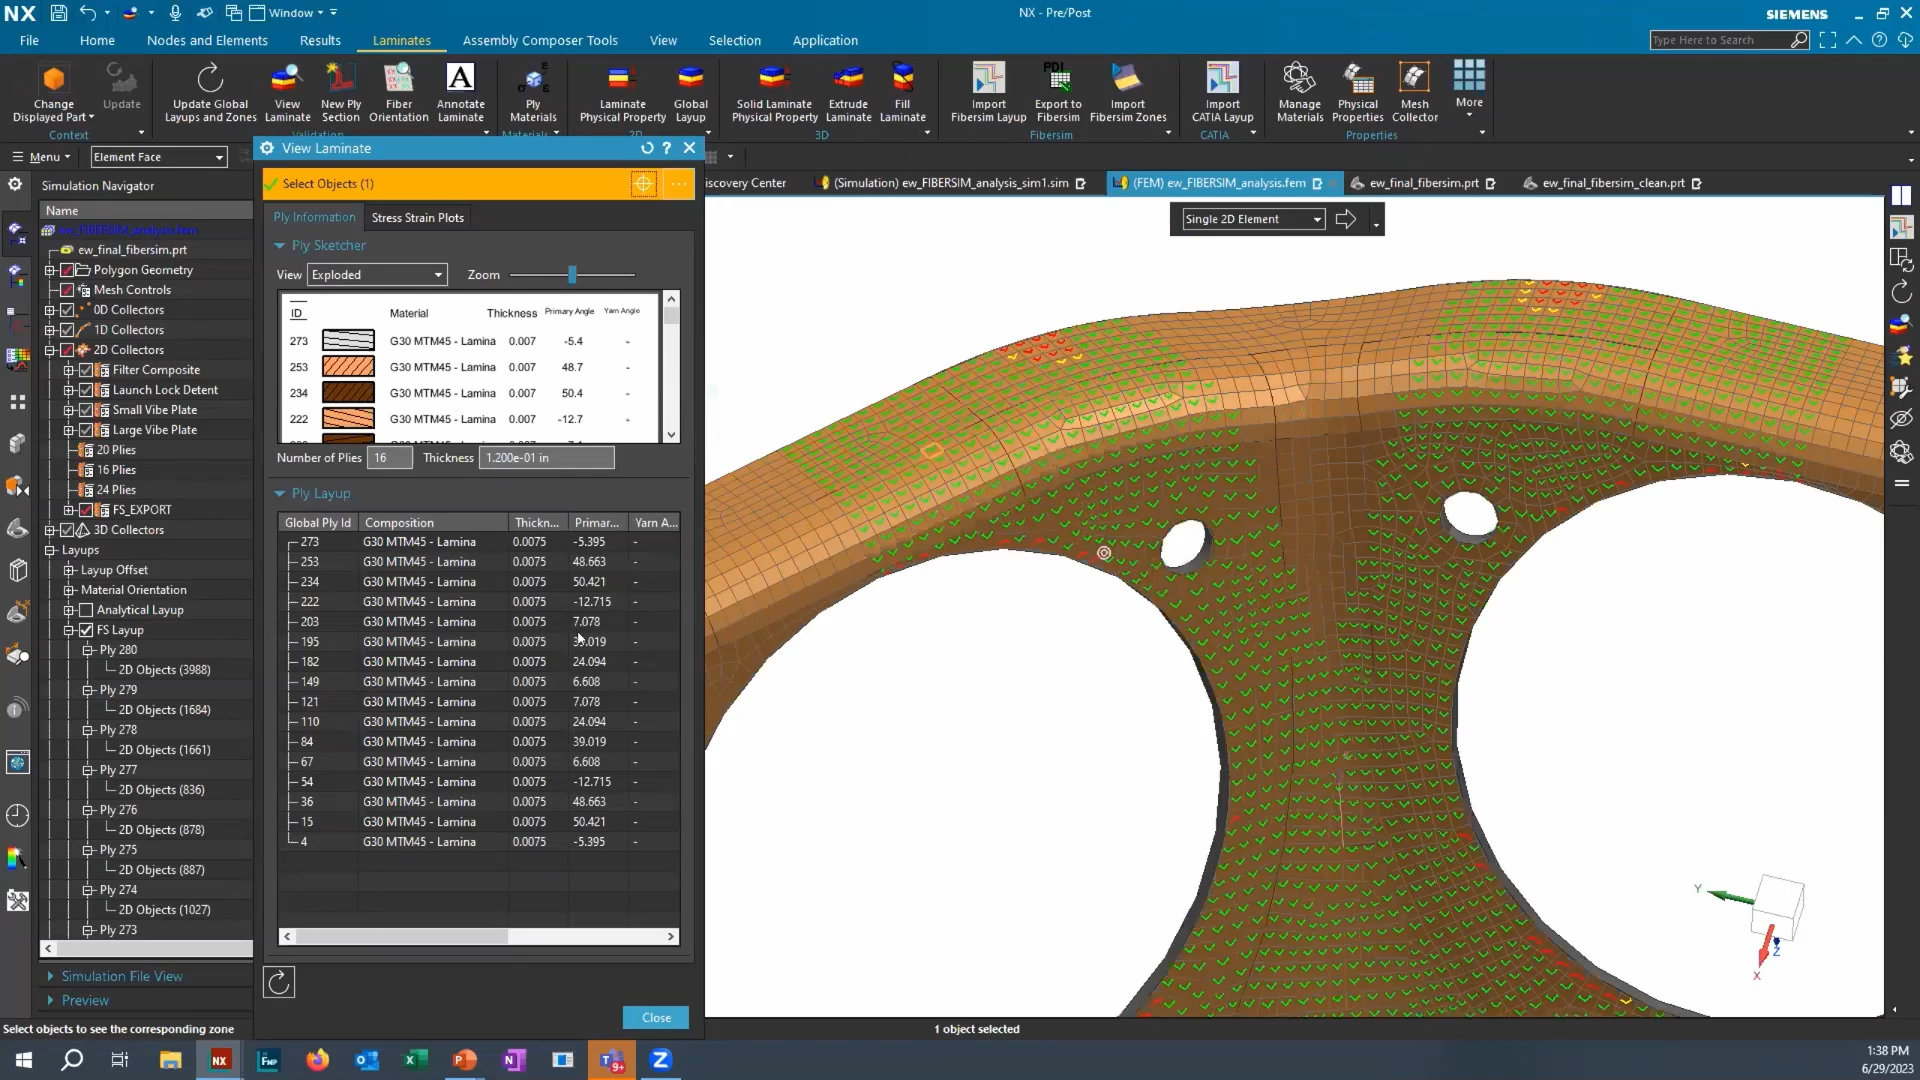 NX
Window
NX - Pre/Post
SIEMENS
File
Home
Nodes and Elements
Results
Laminates
Assembly Composer Tools
View
Selection
Application
Type Here to Search
Change
Displayed Part
Update
Update Global
Layups and Zones
View
Laminate
New Ply
Section
Fiber
Orientation
Annotate
Laminate
Ply
Materials
Laminate
Physical Property
Global
Layup
Solid Laminate
Physical Property
Extrude
Laminate
Fill
Laminate
Import
Fibersim Layup
Export to
Fibersim
Import
Fibersim Zones
Import
CATIA Layup
Manage
Materials
Physical
Properties
Mesh
Collector
More
Context
3D
Fibersim
CATIA
Properties
Menu
Element Face
View Laminate
Select Objects (1)
Ply Information
Stress Strain Plots
Ply Sketcher
View
Exploded
Zoom
ID Material Thickness Primary Angle Yarn Angle
273 G30 MTM45 - Lamina 0.007 -5.4 -
253 G30 MTM45 - Lamina 0.007 48.7 -
234 G30 MTM45 - Lamina 0.007 50.4 -
222 G30 MTM45 - Lamina 0.007 -12.7 -
Number of Plies 16 Thickness 1.200e-01 in
Ply Layup
Global Ply Id Composition Thickn... Primar... Yarn A...
273 G30 MTM45 - Lamina 0.0075 -5.395 -
253 G30 MTM45 - Lamina 0.0075 48.663 -
234 G30 MTM45 - Lamina 0.0075 50.421 -
222 G30 MTM45 - Lamina 0.0075 -12.715 -
203 G30 MTM45 - Lamina 0.0075 7.078 -
195 G30 MTM45 - Lamina 0.0075 -
182 G30 MTM45 - Lamina 0.0075 24.094 -
149 G30 MTM45 - Lamina 0.0075 6.608 -
121 G30 MTM45 - Lamina 0.0075 7.078 -
110 G30 MTM45 - Lamina 0.0075 24.094 -
84 G30 MTM45 - Lamina 0.0075 39.019 -
67 G30 MTM45 - Lamina 0.0075 6.608 -
54 G30 MTM45 - Lamina 0.0075 -12.715 -
36 G30 MTM45 - Lamina 0.0075 48.663 -
15 G30 MTM45 - Lamina 0.0075 50.421 -
4 G30 MTM45 - Lamina 0.0075 -5.395 -
Close
Simulation Navigator
Name
ew_FIBERSIM_analysis.fem
ew_final_fibersim.prt
Polygon Geometry
Mesh Controls
0D Collectors
1D Collectors
2D Collectors
Filter Composite
Launch Lock Detent
Small Vibe Plate
Large Vibe Plate
20 Plies
16 Plies
24 Plies
FS_EXPORT
3D Collectors
Layups
Layup Offset
Material Orientation
Analytical Layup
FS Layup
Ply 280
2D Objects (3988)
Ply 279
2D Objects (1684)
Ply 278
2D Objects (1661)
Ply 277
2D Objects (836)
Ply 276
2D Objects (878)
Ply 275
2D Objects (887)
Ply 274
2D Objects (1027)
Ply 273
Simulation File View
Preview
iscovery Center
(Simulation) ew_FIBERSIM_analysis_sim1.sim
(FEM) ew_FIBERSIM_analysis.fem
ew_final_fibersim.prt
ew_final_fibersim_clean.prt
Single 2D Element
Y
Z
X
Select objects to see the corresponding zone
1 object selected
NX
FNP
9+
1:38 PM
6/29/2023